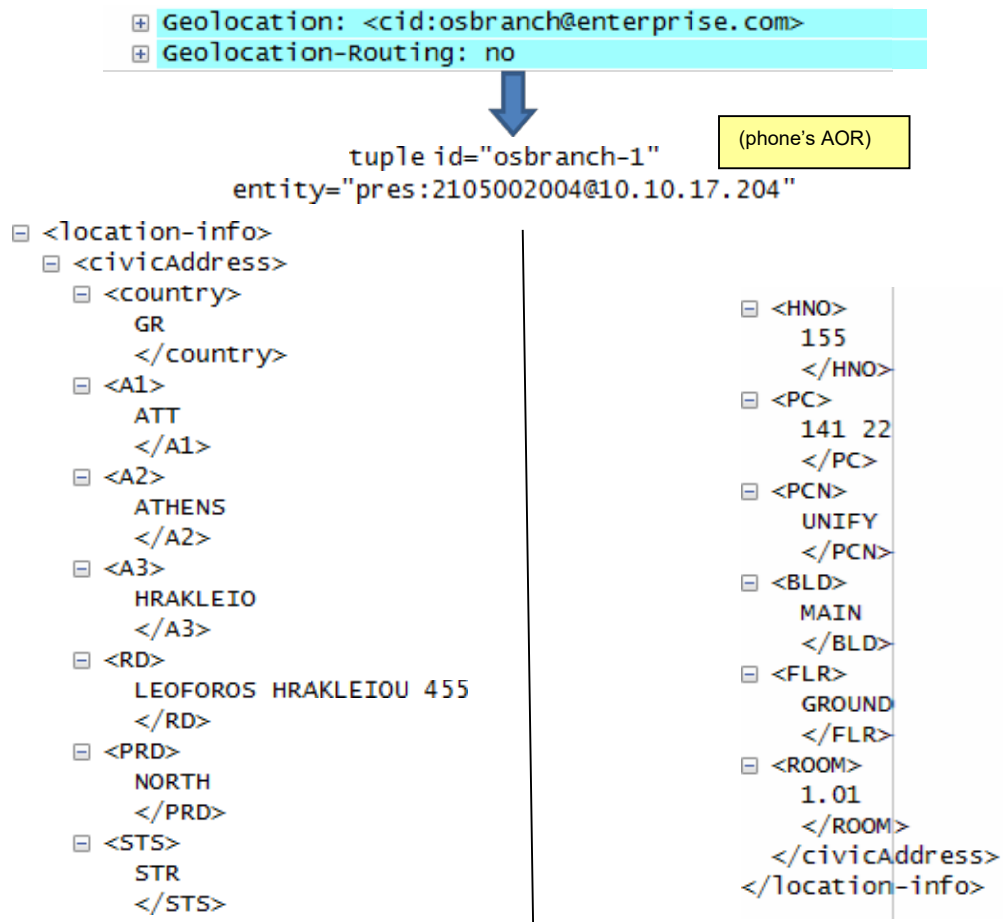 Geolocation: <cid:osbranch@enterprise.com>
Geolocation-Routing: no
(phone's AOR)
tuple id="osbranch-1"
entity="pres:2105002004@10.10.17.204"
<location-info>
<civicAddress>
<country>
GR
</country>
<A1>
ATT
</A1>
<A2>
ATHENS
</A2>
<A3>
HRAKLEIO
</A3>
<RD>
LEOFOROS HRAKLEIOU 455
</RD>
<PRD>
NORTH
</PRD>
<STS>
STR
</STS>
<HNO>
155
</HNO>
<PC>
141 22
</PC>
<PCN>
UNIFY
</PCN>
<BLD>
MAIN
</BLD>
<FLR>
GROUND
</FLR>
<ROOM>
1.01
</ROOM>
</civicAddress>
</location-info>